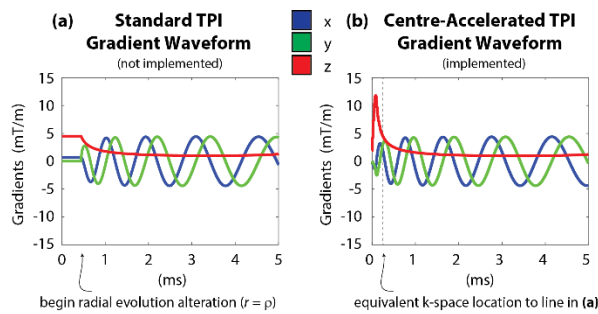 (a) Standard TPI
Gradient Waveform
(not implemented)
x
y
z
(b) Centre-Accelerated TPI
Gradient Waveform
(implemented)
Gradients (mT/m)
15
10
5
0
-5
-10
-15
0 1 2 3 4 5
(ms)
begin radial evolution alteration (r = ρ)
Gradients (mT/m)
15
10
5
0
-5
-10
-15
0 1 2 3 4 5
(ms)
equivalent k-space location to line in (a)